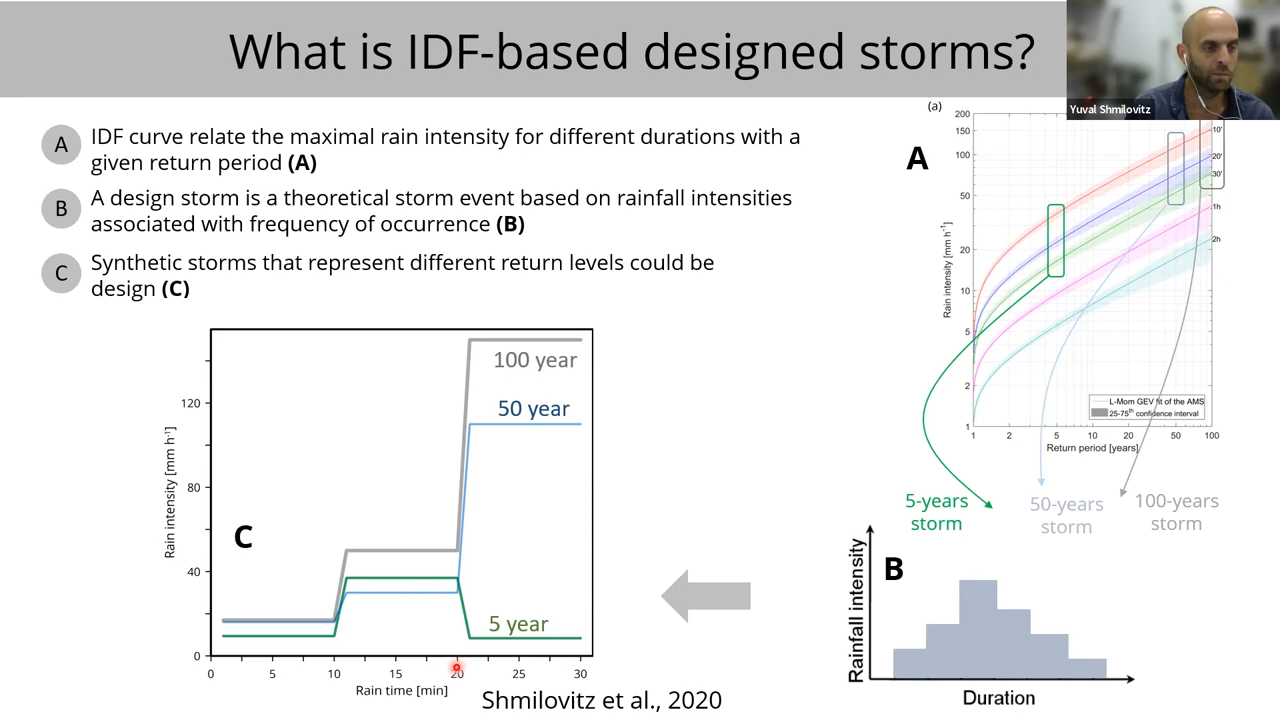 What is IDF-based designed storms?
Yuval Shmilovitz
A
IDF curve relate the maximal rain intensity for different durations with a
given return period (A)
B
A design storm is a theoretical storm event based on rainfall intensities
associated with frequency of occurrence (B)
C
Synthetic storms that represent different return levels could be
design (C)
(a)
A
200
150
100
50
20
10
5
2
1
Rain intensity [mm h-1]
10'
20'
30'
1h
2h
L-Mom GEV fit of the AMS
25-75th confidence interval
1 2 5 10 20 50 100
Return period [years]
5-years
storm
50-years
storm
100-years
storm
100 year
50 year
5 year
C
120
80
40
0
Rain intensity [mm h-1]
0 5 10 15 20 25 30
Rain time [min]
B
Rainfall intensity
Duration
Shmilovitz et al., 2020